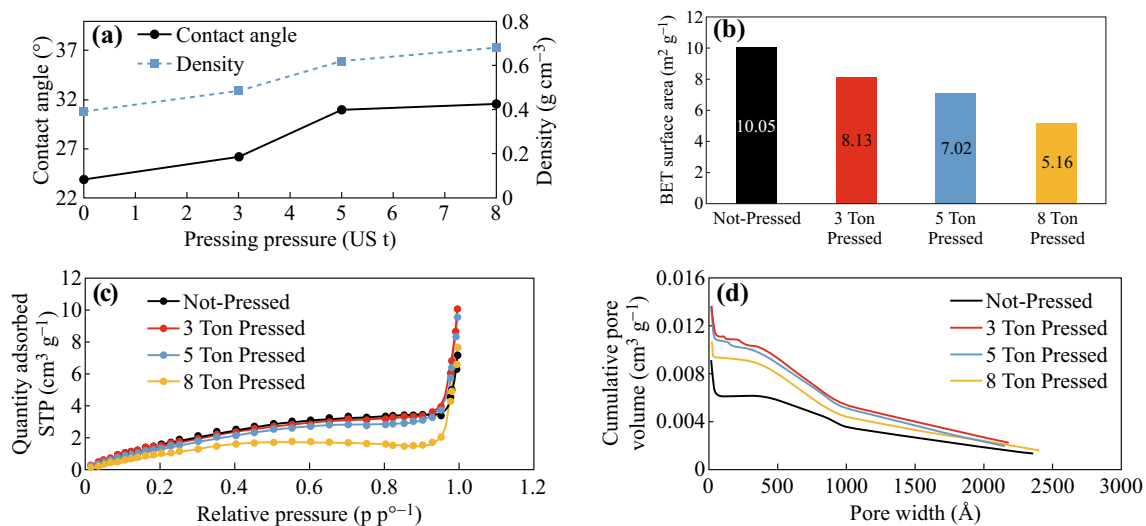 (a)
Contact angle
Density
Contact angle (°)
37
32
27
22
0.8
0.6
0.4
0.2
0
Density (g cm⁻³)
0 1 2 3 4 5 6 7 8
Pressing pressure (US t)
(b)
BET surface area (m² g⁻¹)
12
10
8
6
4
2
0
10.05
8.13
7.02
5.16
Not-Pressed
3 Ton
Pressed
5 Ton
Pressed
8 Ton
Pressed
(c)
Not-Pressed
3 Ton Pressed
5 Ton Pressed
8 Ton Pressed
Quantity adsorbed
STP (cm³ g⁻¹)
12
10
8
6
4
2
0
0 0.2 0.4 0.6 0.8 1.0 1.2
Relative pressure (p p°⁻¹)
(d)
Not-Pressed
3 Ton Pressed
5 Ton Pressed
8 Ton Pressed
Cumulative pore
volume (cm³ g⁻¹)
0.016
0.012
0.008
0.004
0
0 500 1000 1500 2000 2500 3000
Pore width (Å)